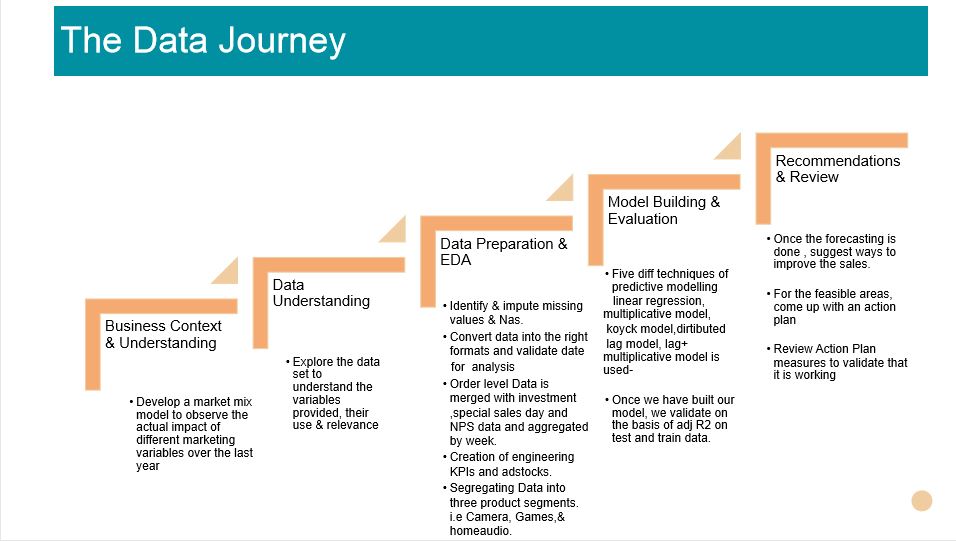 The Data Journey
Business Context
& Understanding
• Develop a market mix
model to observe the
actual impact of
different marketing
variables over the last
year
Data
Understanding
• Explore the data
set to
understand the
variables
provided, their
use & relevance
Data Preparation &
EDA
• Identify & impute missing
values & Nas.
• Convert data into the right
formats and validate date
for analysis
• Order level Data is
merged with investment
,special sales day and
NPS data and aggregated
by week.
• Creation of engineering
KPIs and adstocks.
• Segregating Data into
three product segments.
i.e Camera, Games,&
homeaudio.
Model Building &
Evaluation
• Five diff techniques of
predictive modelling
linear regression,
multiplicative model,
koyck model,dirtibuted
lag model, lag+
multiplicative model is
used-
• Once we have built our
model, we validate on
the basis of adj R2 on
test and train data.
Recommendations
& Review
• Once the forecasting is
done , suggest ways to
improve the sales.
• For the feasible areas,
come up with an action
plan
• Review Action Plan
measures to validate that
it is working